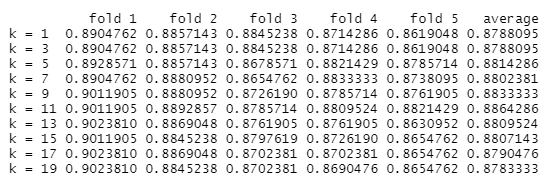 fold 1 fold 2 fold 3 fold 4 fold 5 average
k = 1 0.8904762 0.8857143 0.8845238 0.8714286 0.8619048 0.8788095
k = 3 0.8904762 0.8857143 0.8845238 0.8714286 0.8619048 0.8788095
k = 5 0.8928571 0.8857143 0.8678571 0.8821429 0.8785714 0.8814286
k = 7 0.8904762 0.8880952 0.8654762 0.8833333 0.8738095 0.8802381
k = 9 0.9011905 0.8880952 0.8726190 0.8785714 0.8761905 0.8833333
k = 11 0.9011905 0.8892857 0.8785714 0.8809524 0.8821429 0.8864286
k = 13 0.9023810 0.8869048 0.8761905 0.8761905 0.8630952 0.8809524
k = 15 0.9011905 0.8845238 0.8797619 0.8726190 0.8654762 0.8807143
k = 17 0.9023810 0.8869048 0.8702381 0.8702381 0.8654762 0.8790476
k = 19 0.9023810 0.8845238 0.8702381 0.8690476 0.8654762 0.8783333